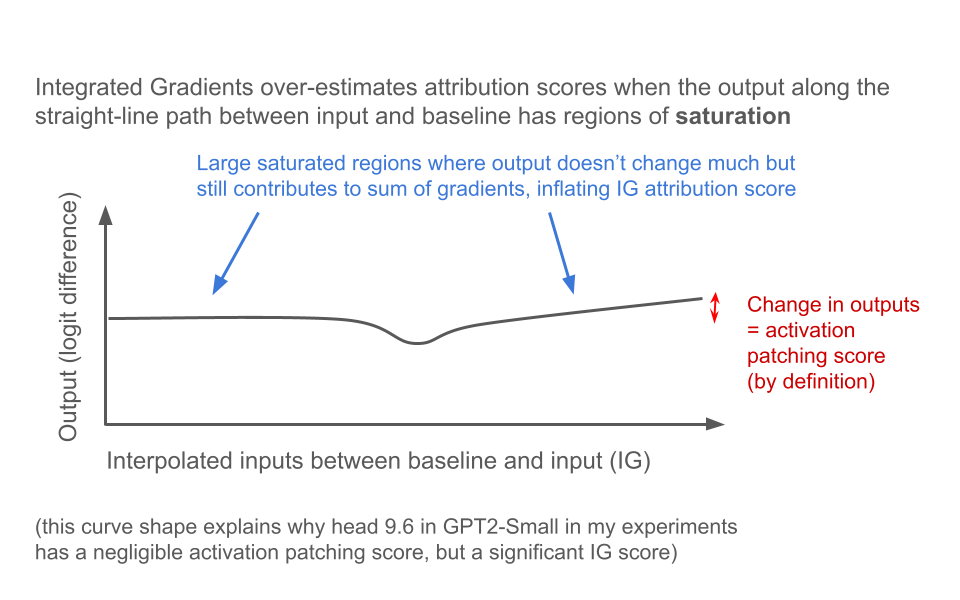 Integrated Gradients over-estimates attribution scores when the output along the
straight-line path between input and baseline has regions of saturation
Large saturated regions where output doesn’t change much but
still contributes to sum of gradients, inflating IG attribution score
Output (logit difference)
Change in outputs
= activation
patching score
(by definition)
Interpolated inputs between baseline and input (IG)
(this curve shape explains why head 9.6 in GPT2-Small in my experiments
has a negligible activation patching score, but a significant IG score)